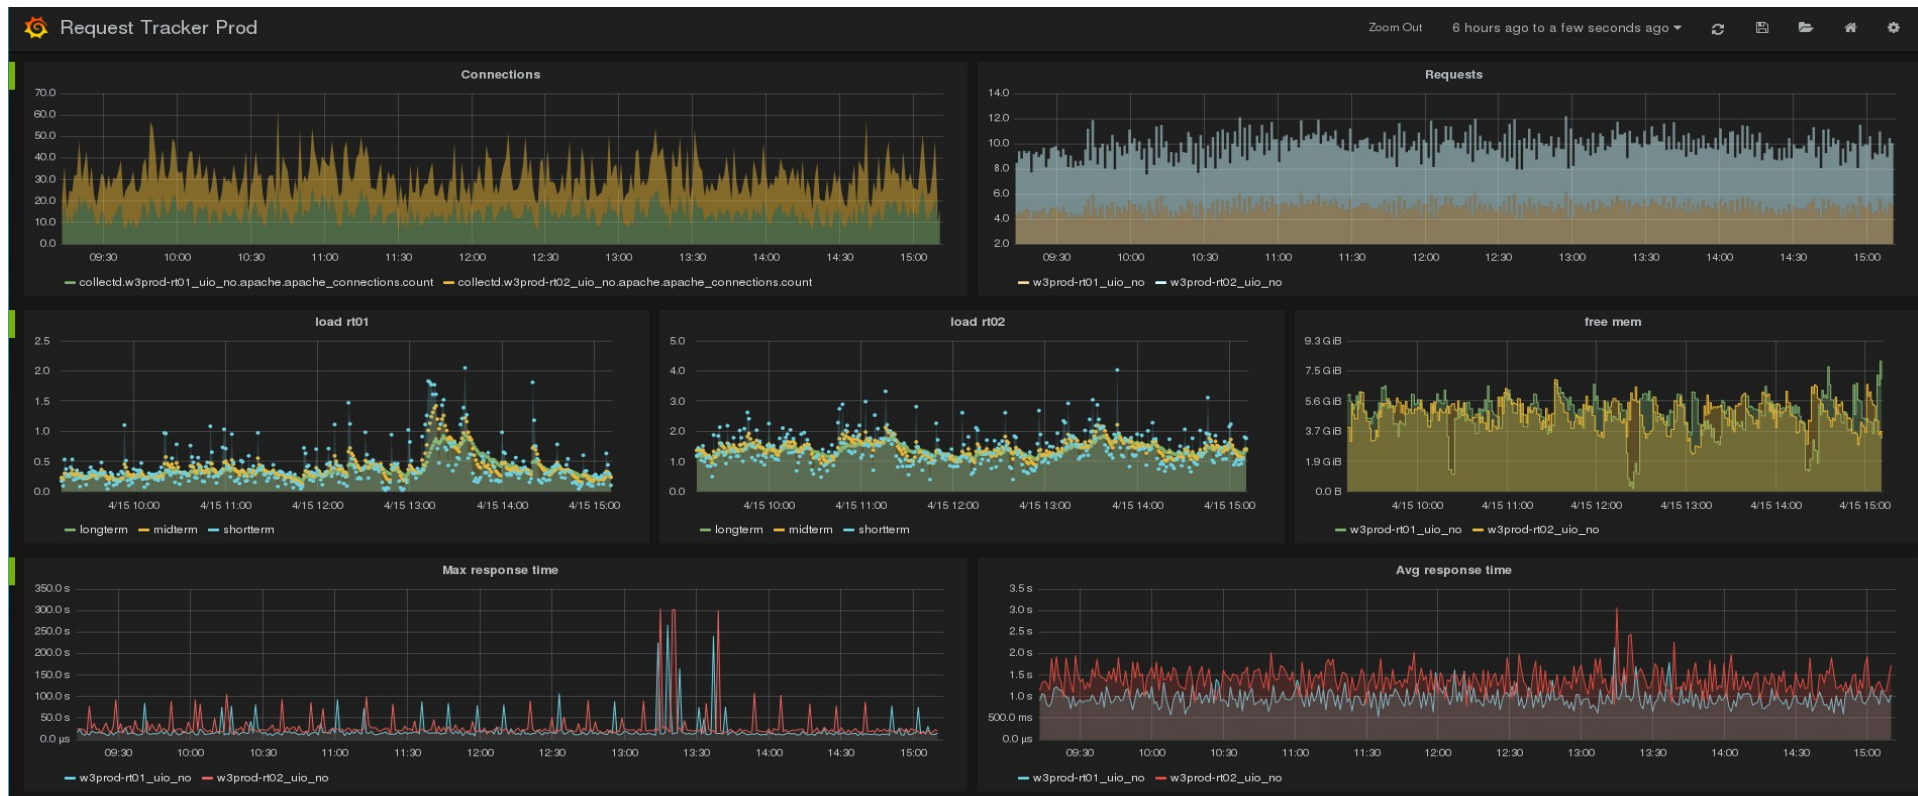 Request Tracker Prod
Zoom Out 6 hours ago to a few seconds ago
Connections
70.0
60.0
50.0
40.0
30.0
20.0
10.0
0.0
09:30 10:00 10:30 11:00 11:30 12:00 12:30 13:00 13:30 14:00 14:30 15:00
collectd.w3prod-rt01_uio_no.apache.apache_connections.count collectd.w3prod-rt02_uio_no.apache.apache_connections.count
Requests
14.0
12.0
10.0
8.0
6.0
4.0
2.0
09:30 10:00 10:30 11:00 11:30 12:00 12:30 13:00 13:30 14:00 14:30 15:00
w3prod-rt01_uio_no w3prod-rt02_uio_no
load rt01
2.5
2.0
1.5
1.0
0.5
0.0
4/15 10:00 4/15 11:00 4/15 12:00 4/15 13:00 4/15 14:00 4/15 15:00
longterm midterm shortterm
load rt02
5.0
4.0
3.0
2.0
1.0
0.0
4/15 10:00 4/15 11:00 4/15 12:00 4/15 13:00 4/15 14:00 4/15 15:00
longterm midterm shortterm
free mem
9.3 GiB
7.5 GiB
5.6 GiB
3.7 GiB
1.9 GiB
0.0 B
4/15 10:00 4/15 11:00 4/15 12:00 4/15 13:00 4/15 14:00 4/15 15:00
w3prod-rt01_uio_no w3prod-rt02_uio_no
Max response time
350.0 s
300.0 s
250.0 s
200.0 s
150.0 s
100.0 s
50.0 s
0.0 µs
09:30 10:00 10:30 11:00 11:30 12:00 12:30 13:00 13:30 14:00 14:30 15:00
w3prod-rt01_uio_no w3prod-rt02_uio_no
Avg response time
3.5 s
3.0 s
2.5 s
2.0 s
1.5 s
1.0 s
500.0 ms
0.0 µs
09:30 10:00 10:30 11:00 11:30 12:00 12:30 13:00 13:30 14:00 14:30 15:00
w3prod-rt01_uio_no w3prod-rt02_uio_no